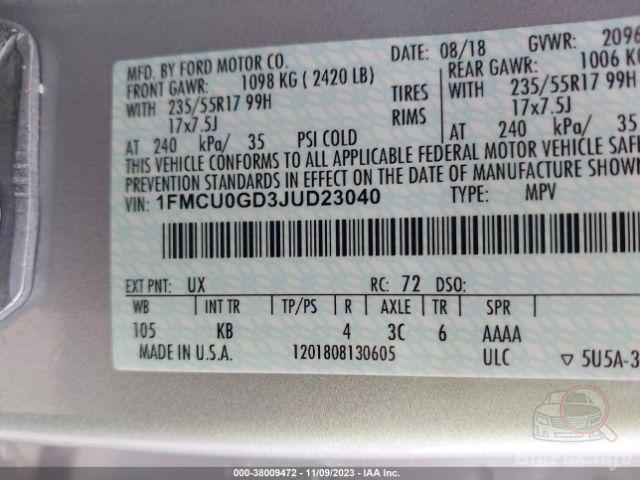 MFD. BY FORD MOTOR CO.
DATE: 08/18 GVWR: 2096
FRONT GAWR: 1098 KG ( 2420 LB)
REAR GAWR: 1006 KG
WITH 235/55R17 99H TIRES WITH 235/55R17 99H
17x7.5J RIMS 17x7.5J
AT 240 kPa/ 35 PSI COLD AT 240 kPa/ 35
THIS VEHICLE CONFORMS TO ALL APPLICABLE FEDERAL MOTOR VEHICLE SAFE
PREVENTION STANDARDS IN EFFECT ON THE DATE OF MANUFACTURE SHOWN
VIN: 1FMCU0GD3JUD23040 TYPE: MPV
EXT PNT: UX RC: 72 DSO:
WB INT TR TP/PS R AXLE TR SPR
105 KB 4 3C 6 AAAA
MADE IN U.S.A. 1201808130605 ULC ▽ 5U5A-3
000-38009472 - 11/09/2023 - IAA Inc.